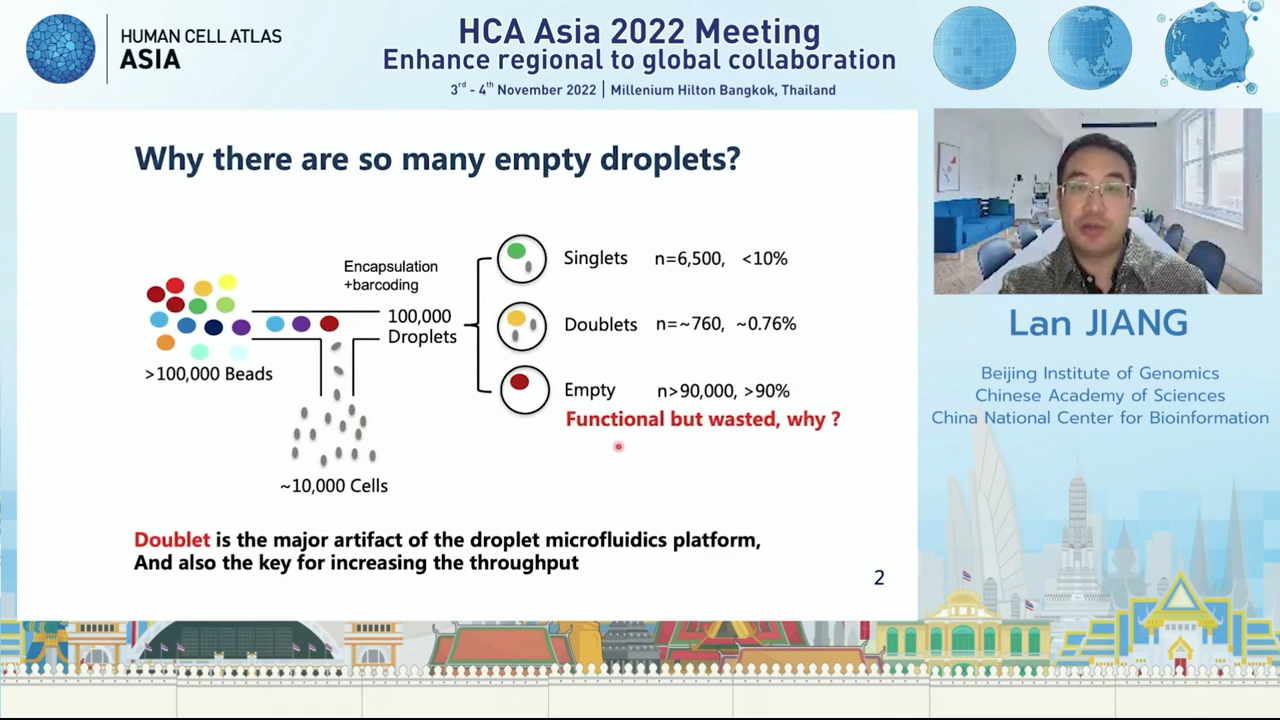 HUMAN CELL ATLAS
ASIA
HCA Asia 2022 Meeting
Enhance regional to global collaboration
3rd - 4th November 2022 | Millenium Hilton Bangkok, Thailand
Why there are so many empty droplets?
Encapsulation
+barcoding
100,000
Droplets
>100,000 Beads
~10,000 Cells
Singlets n=6,500, <10%
Doublets n=~760, ~0.76%
Empty n>90,000, >90%
Functional but wasted, why ?
Doublet is the major artifact of the droplet microfluidics platform,
And also the key for increasing the throughput
2
Lan JIANG
Beijing Institute of Genomics
Chinese Academy of Sciences
China National Center for Bioinformation